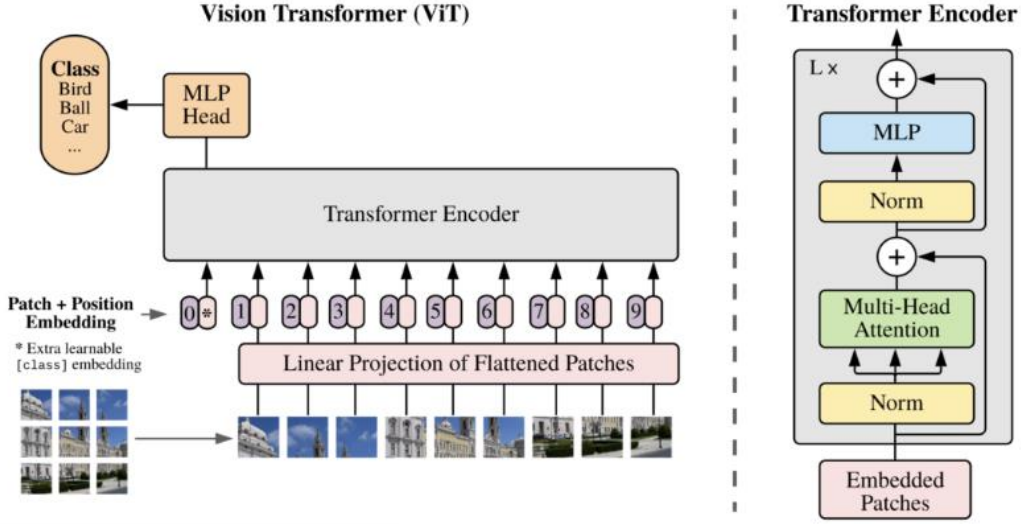 Vision Transformer (ViT)
Class
Bird
Ball
Car
...
MLP
Head
Transformer Encoder
Patch + Position
Embedding
0 * 1 2 3 4 5 6 7 8 9
* Extra learnable
[class] embedding
Linear Projection of Flattened Patches
Transformer Encoder
L ×
+
MLP
Norm
+
Multi-Head
Attention
Norm
Embedded
Patches